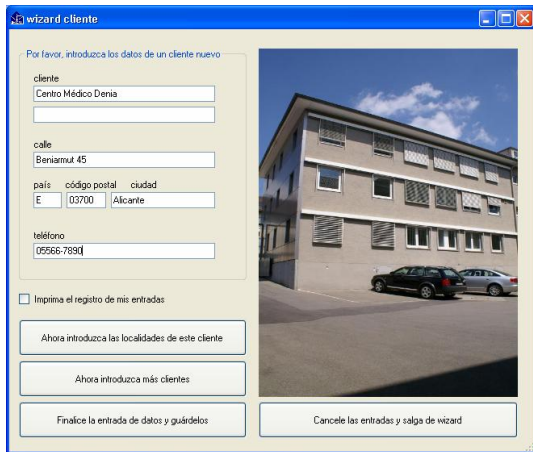 wizard cliente
Por favor, introduzca los datos de un cliente nuevo
cliente
Centro Médico Denia
calle
Beniarmut 45
país código postal ciudad
E 03700 Alicante
teléfono
05566-7890
Imprima el registro de mis entradas
Ahora introduzca las localidades de este cliente
Ahora introduzca más clientes
Finalice la entrada de datos y guárdelos
Cancele las entradas y salga de wizard